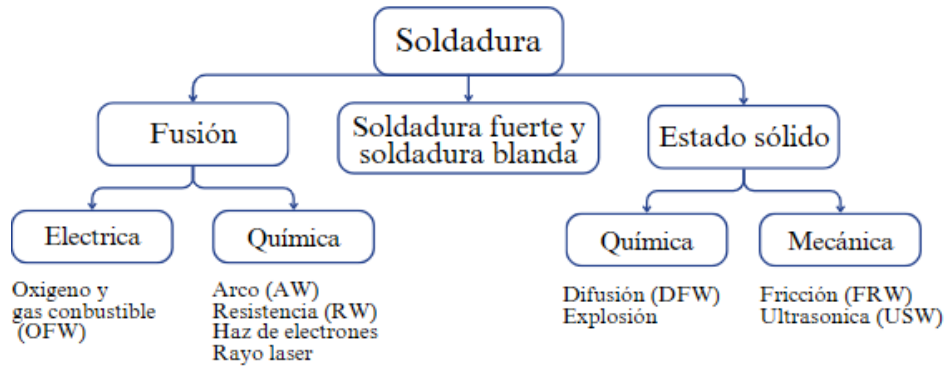 Soldadura
Fusión
Soldadura fuerte y
soldadura blanda
Estado sólido
Electrica
Química
Química
Mecánica
Oxigeno y
gas conbustible
(OFW)
Arco (AW)
Resistencia (RW)
Haz de electrones
Rayo laser
Difusión (DFW)
Explosión
Fricción (FRW)
Ultrasonica (USW)